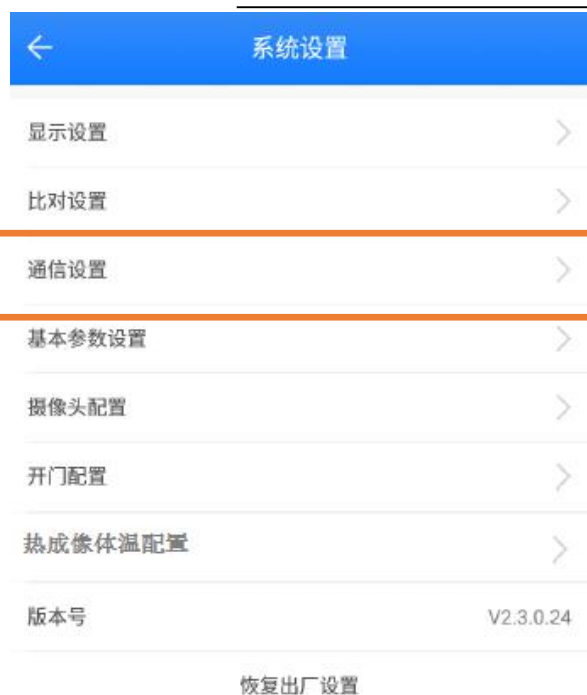 系统设置
显示设置
比对设置
通信设置
基本参数设置
摄像头配置
开门配置
热成像体温配置
版本号 V2.3.0.24
恢复出厂设置